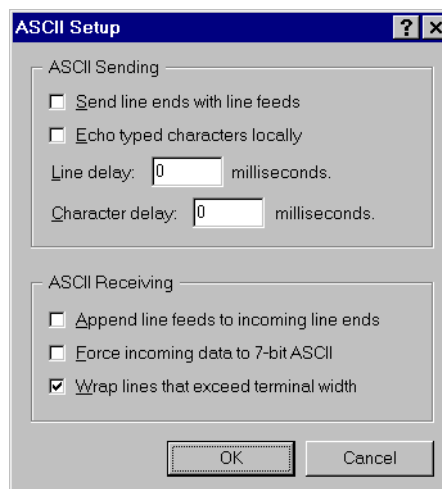 ASCII Setup
ASCII Sending
Send line ends with line feeds
Echo typed characters locally
Line delay: 0 milliseconds.
Character delay: 0 milliseconds.
ASCII Receiving
Append line feeds to incoming line ends
Force incoming data to 7-bit ASCII
Wrap lines that exceed terminal width
OK Cancel